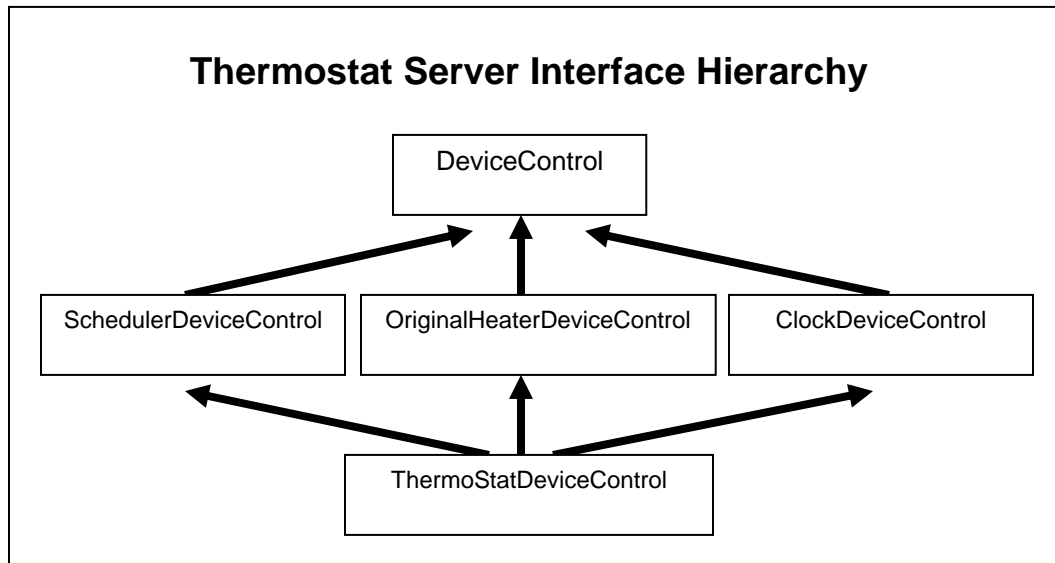 Thermostat Server Interface Hierarchy
DeviceControl
SchedulerDeviceControl
OriginalHeaterDeviceControl
ClockDeviceControl
ThermoStatDeviceControl